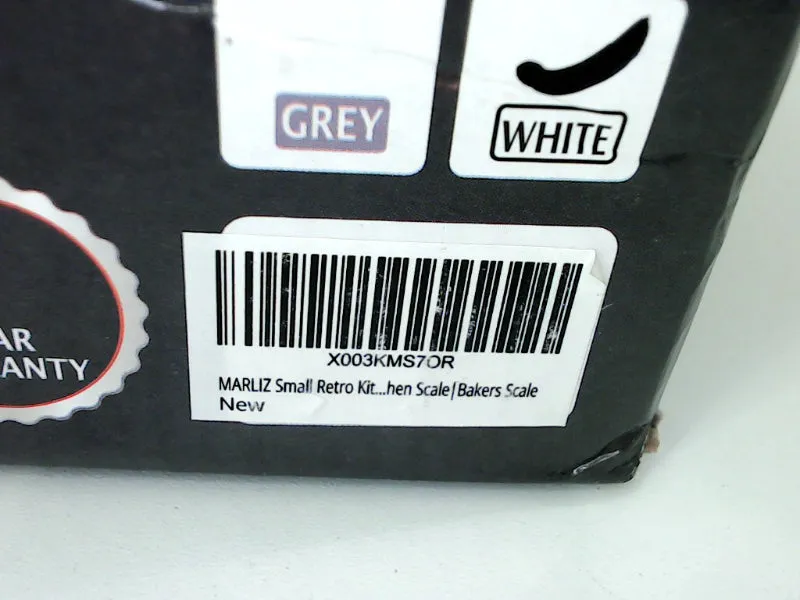 GREY
WHITE
AR
ANTY
X003KMS7OR
MARLIZ Small Retro Kit...hen Scale|Bakers Scale
New